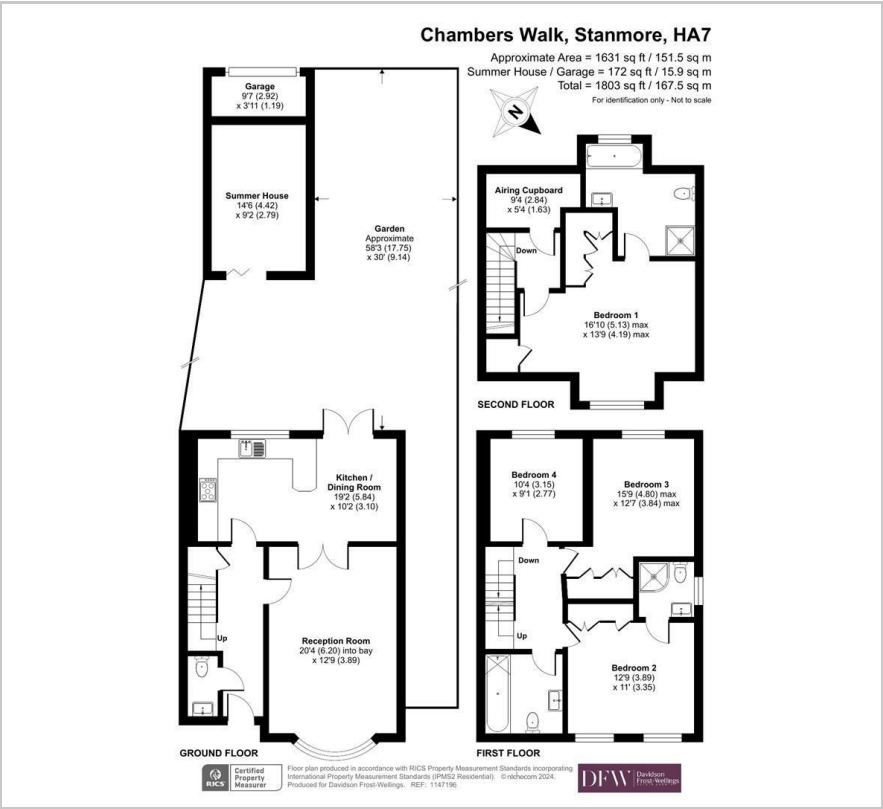 Chambers Walk, Stanmore, HA7
Approximate Area = 1631 sq ft / 151.5 sq m
Summer House / Garage = 172 sq ft / 15.9 sq m
Total = 1803 sq ft / 167.5 sq m
For identification only - Not to scale
N
Garage
9'7 (2.92)
x 3'11 (1.19)
Summer House
14'6 (4.42)
x 9'2 (2.79)
Garden
Approximate
58'3 (17.75)
x 30' (9.14)
Airing Cupboard
9'4 (2.84)
x 5'4 (1.63)
Down
Bedroom 1
16'10 (5.13) max
x 13'9 (4.19) max
SECOND FLOOR
Kitchen /
Dining Room
19'2 (5.84)
x 10'2 (3.10)
Up
Reception Room
20'4 (6.20) into bay
x 12'9 (3.89)
GROUND FLOOR
Bedroom 4
10'4 (3.15)
x 9'1 (2.77)
Bedroom 3
15'9 (4.80) max
x 12'7 (3.84) max
Down
Up
Bedroom 2
12'9 (3.89)
x 11' (3.35)
FIRST FLOOR
RICS
Certified
Property
Measurer
Floor plan produced in accordance with RICS Property Measurement Standards incorporating
International Property Measurement Standards (IPMS2 Residential). © nichecom 2024.
Produced for Davidson Frost-Wellings. REF: 1147196
DFW
Davidson
Frost-Wellings